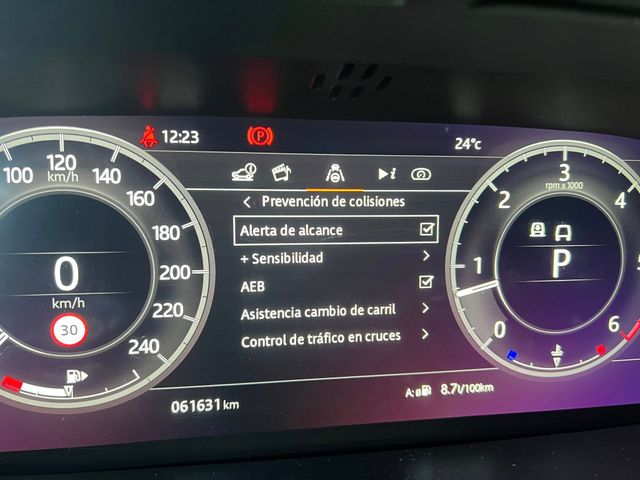 12:23
P
24°c
100 120 140
km/h
160
180
200
220
240
0
km/h
30
1
i
Prevención de colisiones
Alerta de alcance
+ Sensibilidad
AEB
Asistencia cambio de carril
Control de tráfico en cruces
3
rpm x 1000
2
4
1
0
6
P
061631 km
A:ø 8.7l/100km